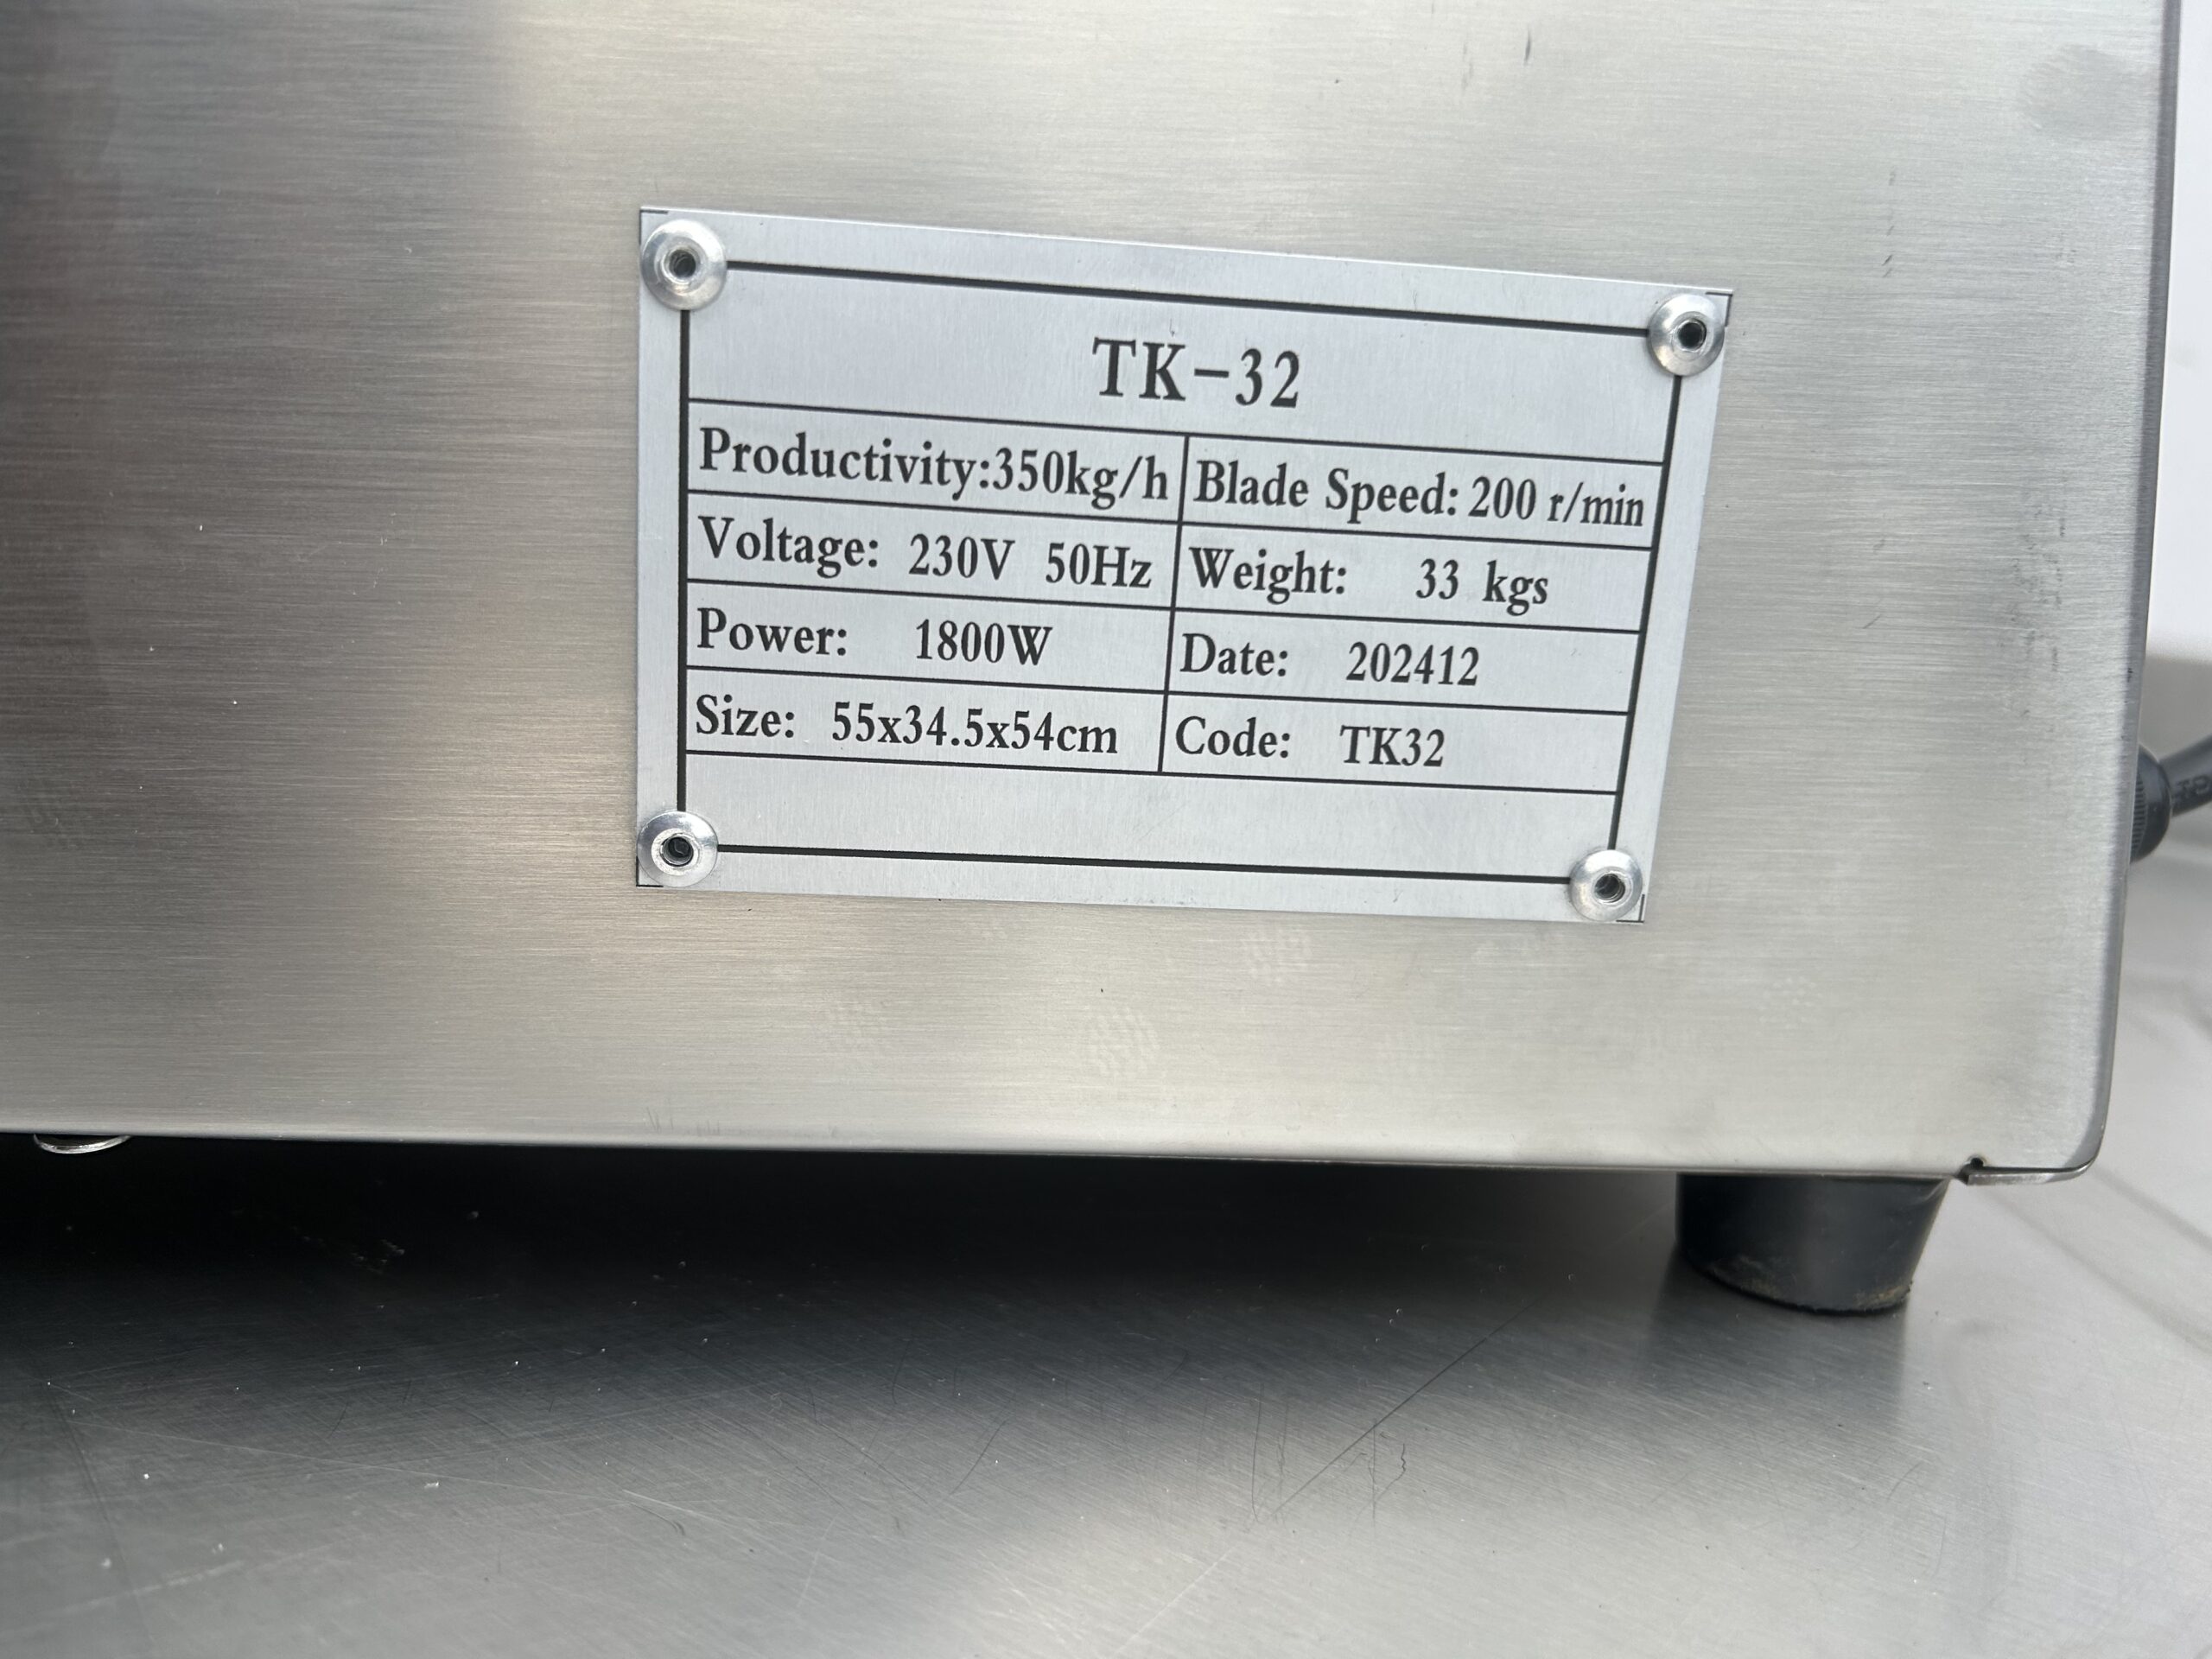 TK-32
Productivity:350kg/h Blade Speed: 200 r/min
Voltage: 230V 50Hz Weight: 33 kgs
Power: 1800W Date: 202412
Size: 55x34.5x54cm Code: TK32